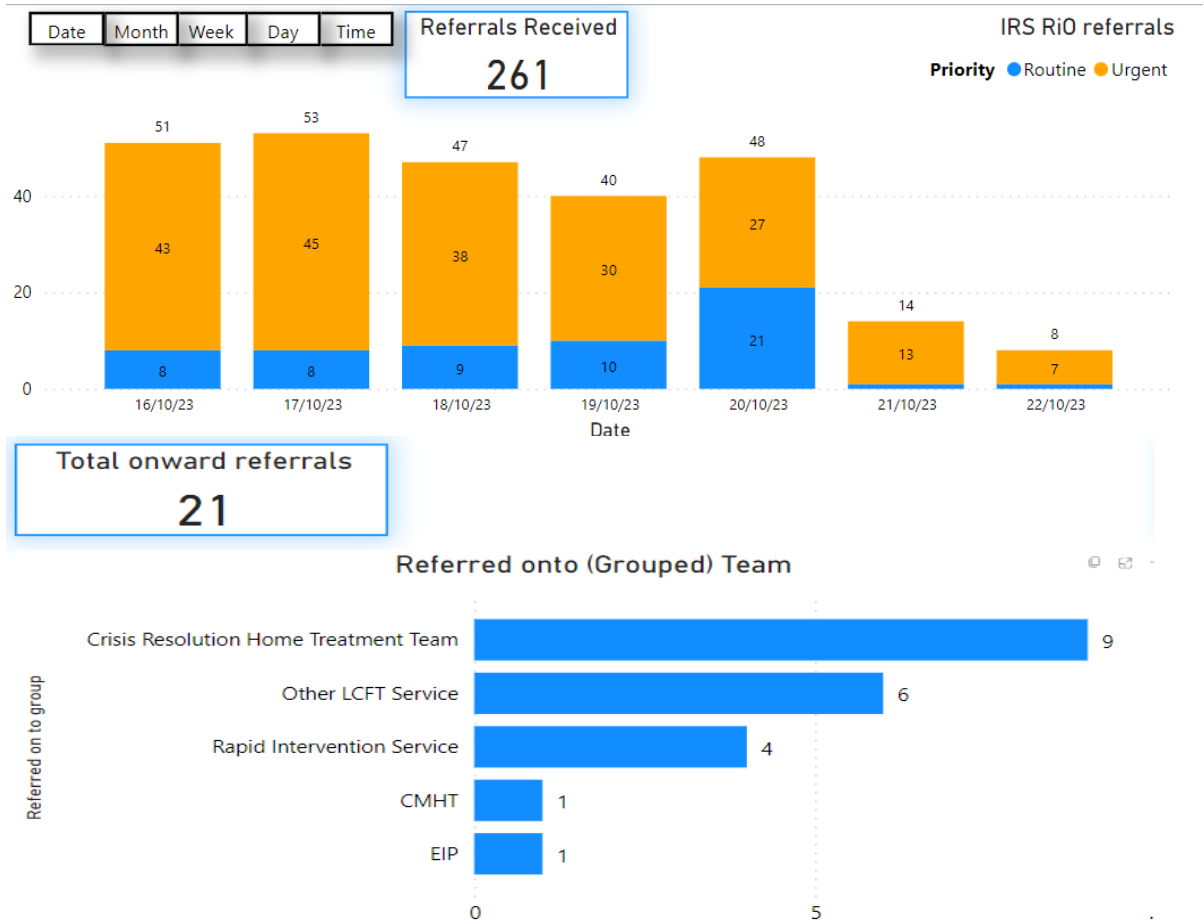 Date Month Week Day Time
Referrals Received
261
IRS RiO referrals
Priority Routine Urgent
51 53 47 40 48 14 8
43 45 38 30 27 13 7
8 8 9 10 21
40
20
0
16/10/23 17/10/23 18/10/23 19/10/23 20/10/23 21/10/23 22/10/23
Date
Total onward referrals
21
Referred onto (Grouped) Team
Referred on to group
Crisis Resolution Home Treatment Team 9
Other LCFT Service 6
Rapid Intervention Service 4
CMHT 1
EIP 1
0 5